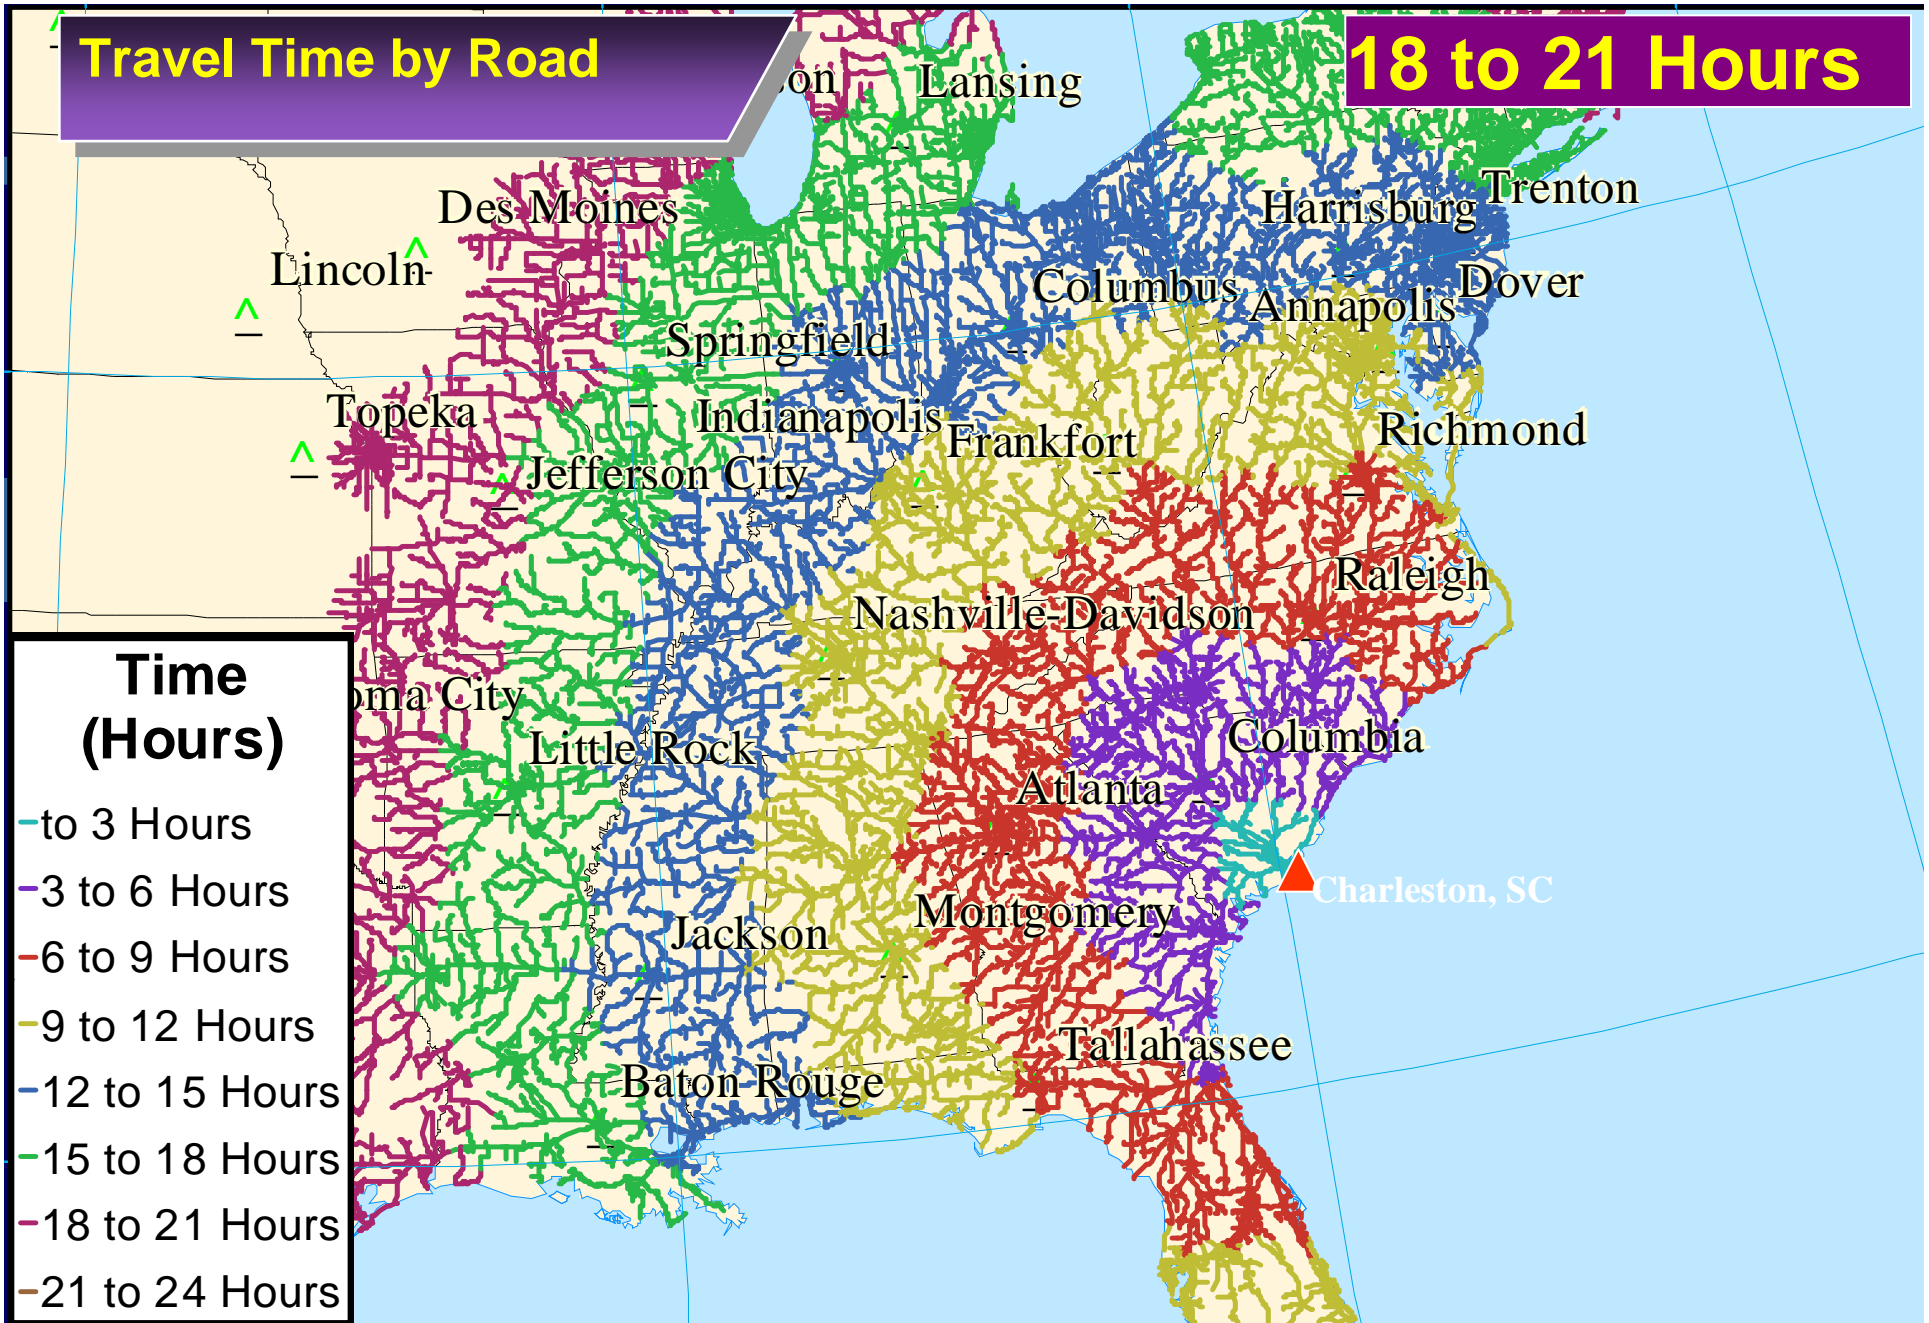 Travel Time by Road
18 to 21 Hours
on
Lansing
Des Moines
Harrisburg
Trenton
Lincoln
Columbus
Annapolis
Dover
Springfield
Topeka
Indianapolis
Frankfort
Richmond
Jefferson City
Raleigh
Nashville-Davidson
oma City
Little Rock
Columbia
Atlanta
Charleston, SC
Montgomery
Jackson
Tallahassee
Baton Rouge
Time
(Hours)
to 3 Hours
3 to 6 Hours
6 to 9 Hours
9 to 12 Hours
12 to 15 Hours
15 to 18 Hours
18 to 21 Hours
21 to 24 Hours